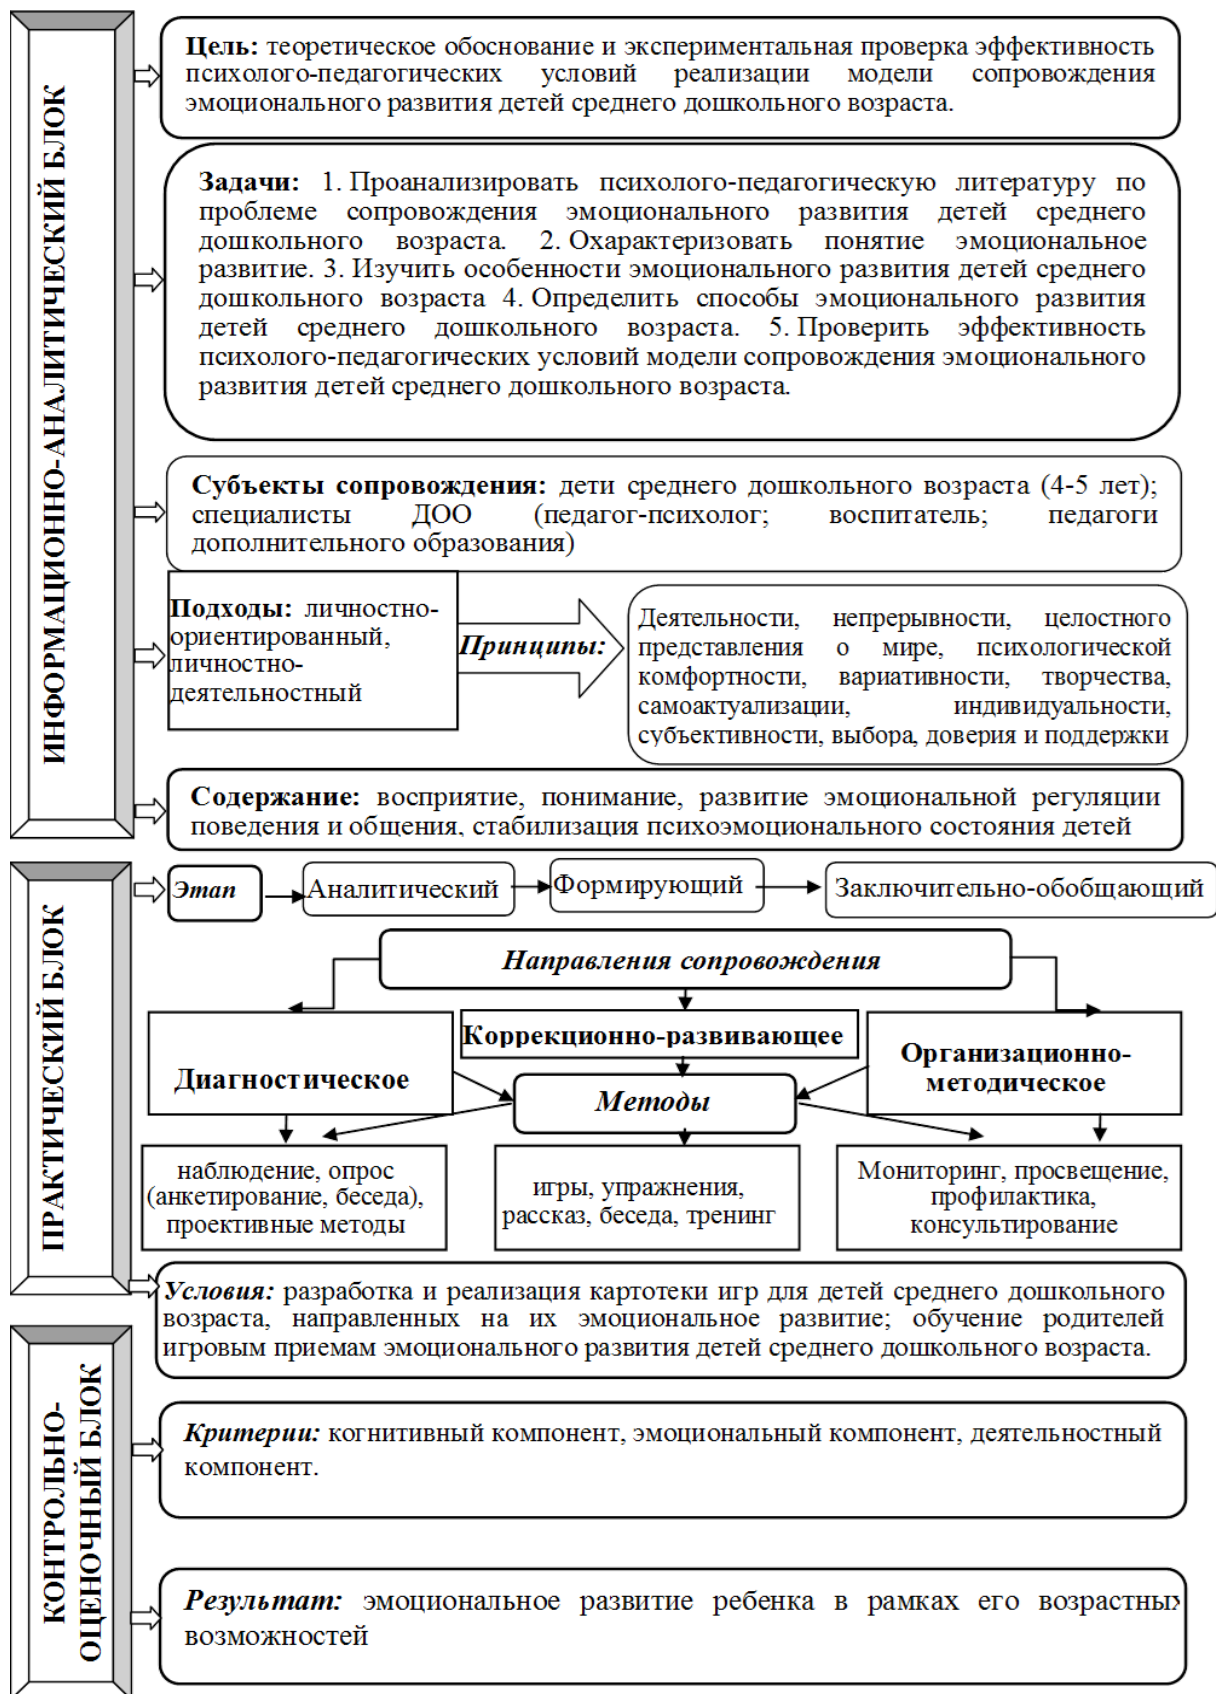 ИНФОРМАЦИОННО-АНАЛИТИЧЕСКИЙ БЛОК
Цель: теоретическое обоснование и экспериментальная проверка эффективность
психолого-педагогических условий реализации модели сопровождения
эмоционального развития детей среднего дошкольного возраста.
Задачи: 1. Проанализировать психолого-педагогическую литературу по
проблеме сопровождения эмоционального развития детей среднего
дошкольного возраста. 2. Охарактеризовать понятие эмоциональное
развитие. 3. Изучить особенности эмоционального развития детей среднего
дошкольного возраста 4. Определить способы эмоционального развития
детей среднего дошкольного возраста. 5. Проверить эффективность
психолого-педагогических условий модели сопровождения эмоционального
развития детей среднего дошкольного возраста.
Субъекты сопровождения: дети среднего дошкольного возраста (4-5 лет);
специалисты ДОО (педагог-психолог; воспитатель; педагоги
дополнительного образования)
Подходы: личностно-
ориентированный,
личностно-
деятельностный
Принципы:
Деятельности, непрерывности, целостного
представления о мире, психологической
комфортности, вариативности, творчества,
самоактуализации, индивидуальности,
субъективности, выбора, доверия и поддержки
Содержание: восприятие, понимание, развитие эмоциональной регуляции
поведения и общения, стабилизация психоэмоционального состояния детей
ПРАКТИЧЕСКИЙ БЛОК
Этап
Аналитический
Формирующий
Заключительно-обобщающий
Направления сопровождения
Диагностическое
Коррекционно-развивающее
Организационно-
методическое
Методы
наблюдение, опрос
(анкетирование, беседа),
проективные методы
игры, упражнения,
рассказ, беседа, тренинг
Мониторинг, просвещение,
профилактика,
консультирование
Условия: разработка и реализация картотеки игр для детей среднего дошкольного
возраста, направленных на их эмоциональное развитие; обучение родителей
игровым приемам эмоционального развития детей среднего дошкольного возраста.
КОНТРОЛЬНО-
ОЦЕНОЧНЫЙ БЛОК
Критерии: когнитивный компонент, эмоциональный компонент, деятельностный
компонент.
Результат: эмоциональное развитие ребенка в рамках его возрастных
возможностей